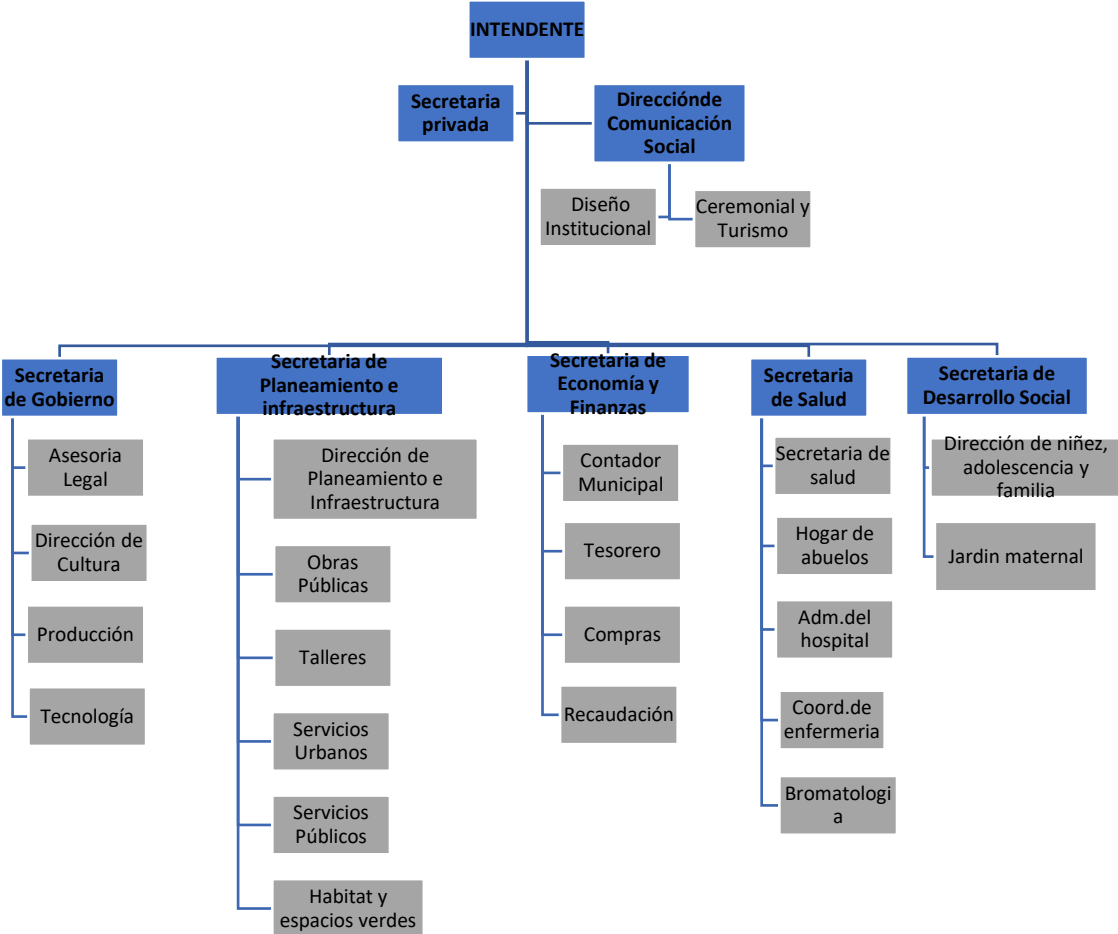 INTENDENTE
Secretaria
privada
Direcciónde
Comunicación
Social
Diseño
Institucional
Ceremonial y
Turismo
Secretaria
de Gobierno
Asesoria
Legal
Dirección de
Cultura
Producción
Tecnología
Secretaria de
Planeamiento e
infraestructura
Dirección de
Planeamiento e
Infraestructura
Obras
Públicas
Talleres
Servicios
Urbanos
Servicios
Públicos
Habitat y
espacios verdes
Secretaria de
Economía y
Finanzas
Contador
Municipal
Tesorero
Compras
Recaudación
Secretaria
de Salud
Secretaria de
salud
Hogar de
abuelos
Adm.del
hospital
Coord.de
enfermeria
Bromatologi
a
Secretaria de
Desarrollo Social
Dirección de niñez,
adolescencia y
familia
Jardin maternal